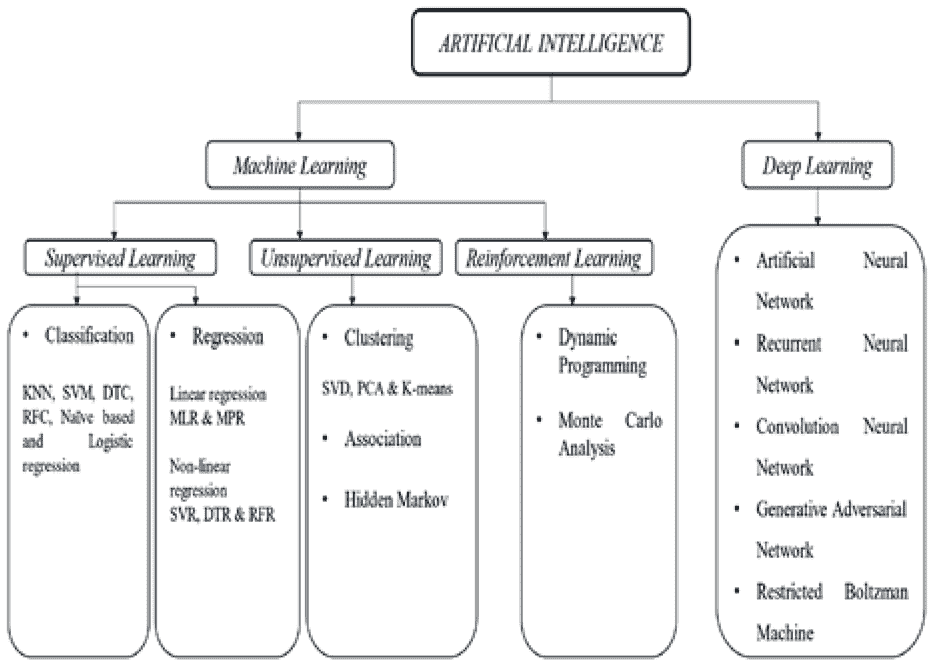 ARTIFICIAL INTELLIGENCE
Machine Learning
Deep Learning
Supervised Learning
Unsupervised Learning
Reinforcement Learning
• Classification
KNN, SVM, DTC,
RFC, Naïve based
and Logistic
regression
• Regression
Linear regression
MLR & MPR
Non-linear
regression
SVR, DTR & RFR
• Clustering
SVD, PCA & K-means
• Association
• Hidden Markov
• Dynamic
Programming
• Monte Carlo
Analysis
• Artificial Neural
Network
• Recurrent Neural
Network
• Convolution Neural
Network
• Generative Adversarial
Network
• Restricted Boltzman
Machine